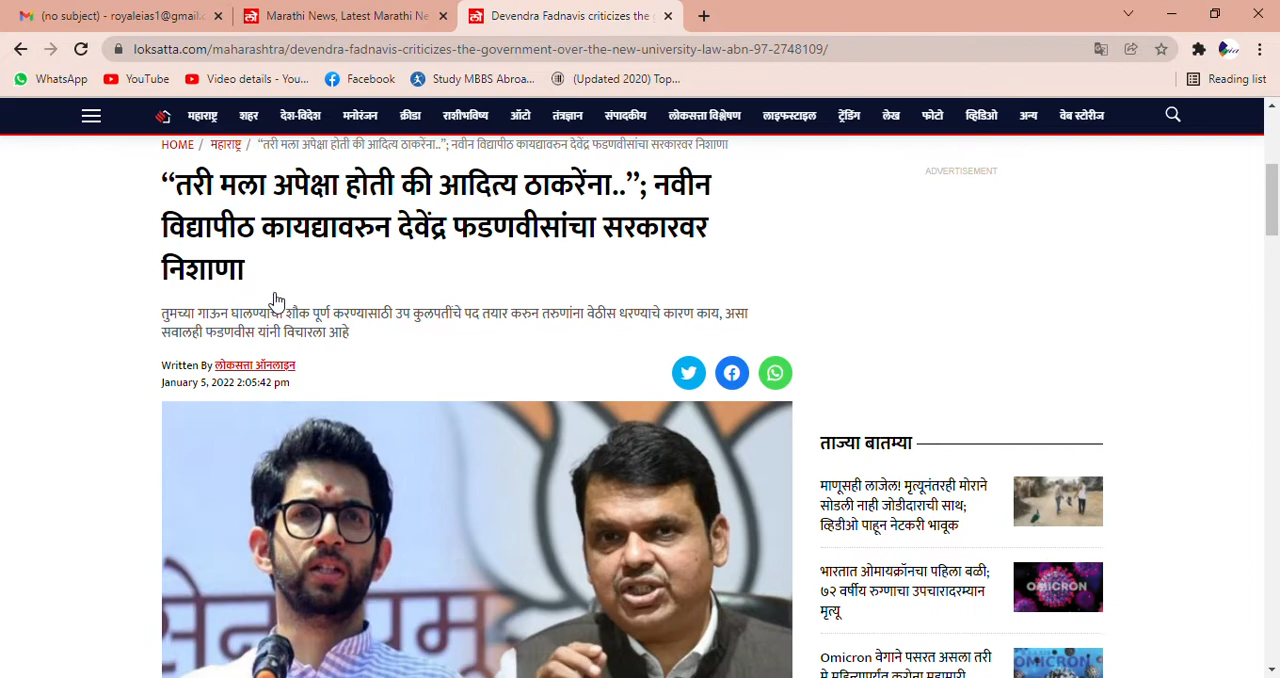 (no subject) - royaleias1@gmail.c
Marathi News, Latest Marathi Ne
Devendra Fadnavis criticizes the g
loksatta.com/maharashtra/devendra-fadnavis-criticizes-the-government-over-the-new-university-law-abn-97-2748109/
WhatsApp
YouTube
Video details - You...
Facebook
Study MBBS Abroa...
(Updated 2020) Top...
Reading list
महाराष्ट्र
शहर
देश-विदेश
मनोरंजन
क्रीडा
राशीभविष्य
ऑटो
तंत्रज्ञान
संपादकीय
लोकसत्ता विश्लेषण
लाइफस्टाइल
ट्रेंडिंग
लेख
फोटो
व्हिडिओ
अन्य
वेब स्टोरीज
HOME / महाराष्ट्र / “तरी मला अपेक्षा होती की आदित्य ठाकरेंना..”; नवीन विद्यापीठ कायद्यावरुन देवेंद्र फडणवीसांचा सरकारवर निशाणा
“तरी मला अपेक्षा होती की आदित्य ठाकरेंना..”; नवीन
विद्यापीठ कायद्यावरुन देवेंद्र फडणवीसांचा सरकारवर
निशाणा
तुमच्या गाऊन घालण्याचा शौक पूर्ण करण्यासाठी उप कुलपतींचे पद तयार करुन तरुणांना वेठीस धरण्याचे कारण काय, असा
सवालही फडणवीस यांनी विचारला आहे
Written By लोकसत्ता ऑनलाइन
January 5, 2022 2:05:42 pm
ADVERTISEMENT
ताज्या बातम्या
माणूसही लाजेल! मृत्यूनंतरही मोराने
सोडली नाही जोडीदाराची साथ;
व्हिडीओ पाहून नेटकरी भावूक
भारतात ओमायक्रॉनचा पहिला बळी;
७२ वर्षीय रुग्णाचा उपचारादरम्यान
मृत्यू
OMICRON
Omicron वेगाने पसरत असला तरी
OMICRON